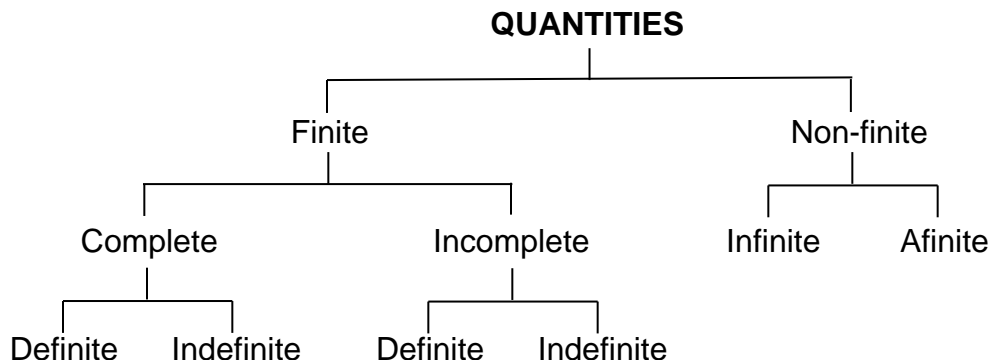 QUANTITIES
Finite Non-finite
Complete Incomplete Infinite Afinite
Definite Indefinite Definite Indefinite